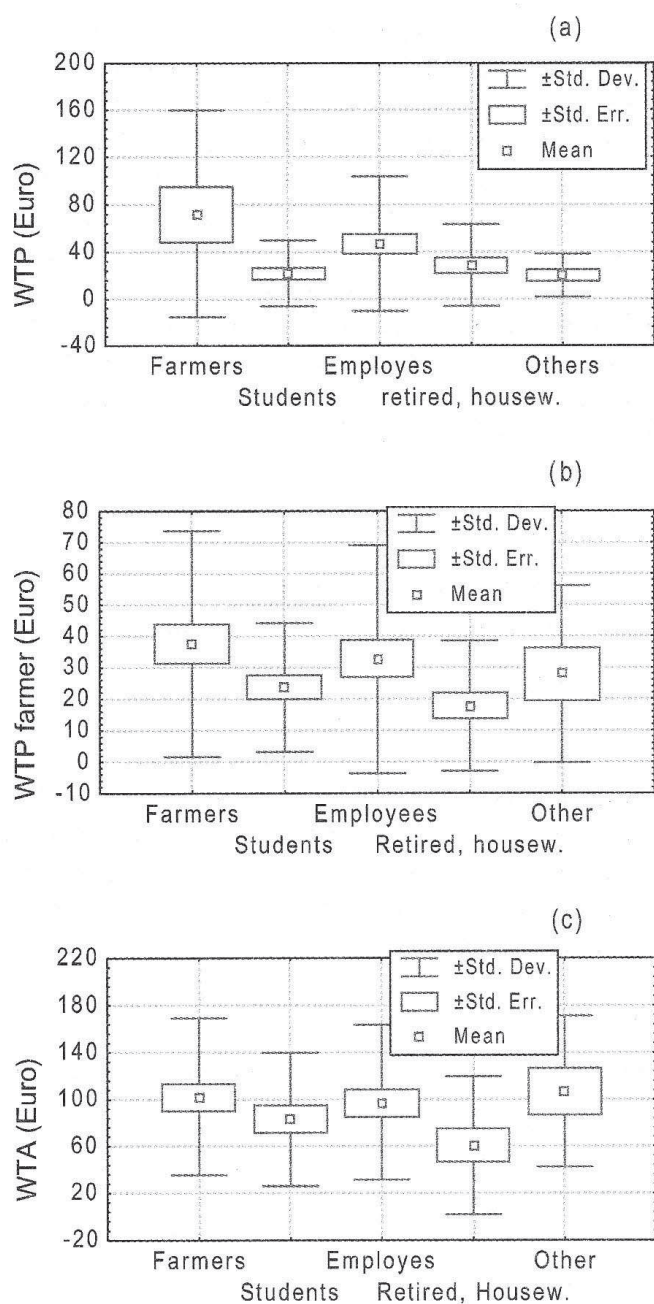 (a)
WTP (Euro)
200
160
120
80
40
0
-40
±Std. Dev.
±Std. Err.
Mean
Farmers Employes Others
Students retired, housew.
(b)
WTP farmer (Euro)
80
70
60
50
40
30
20
10
0
-10
±Std. Dev.
±Std. Err.
Mean
Farmers Employees Other
Students Retired, housew.
(c)
WTA (Euro)
220
180
140
100
60
20
-20
±Std. Dev.
±Std. Err.
Mean
Farmers Employes Other
Students Retired, Housew.